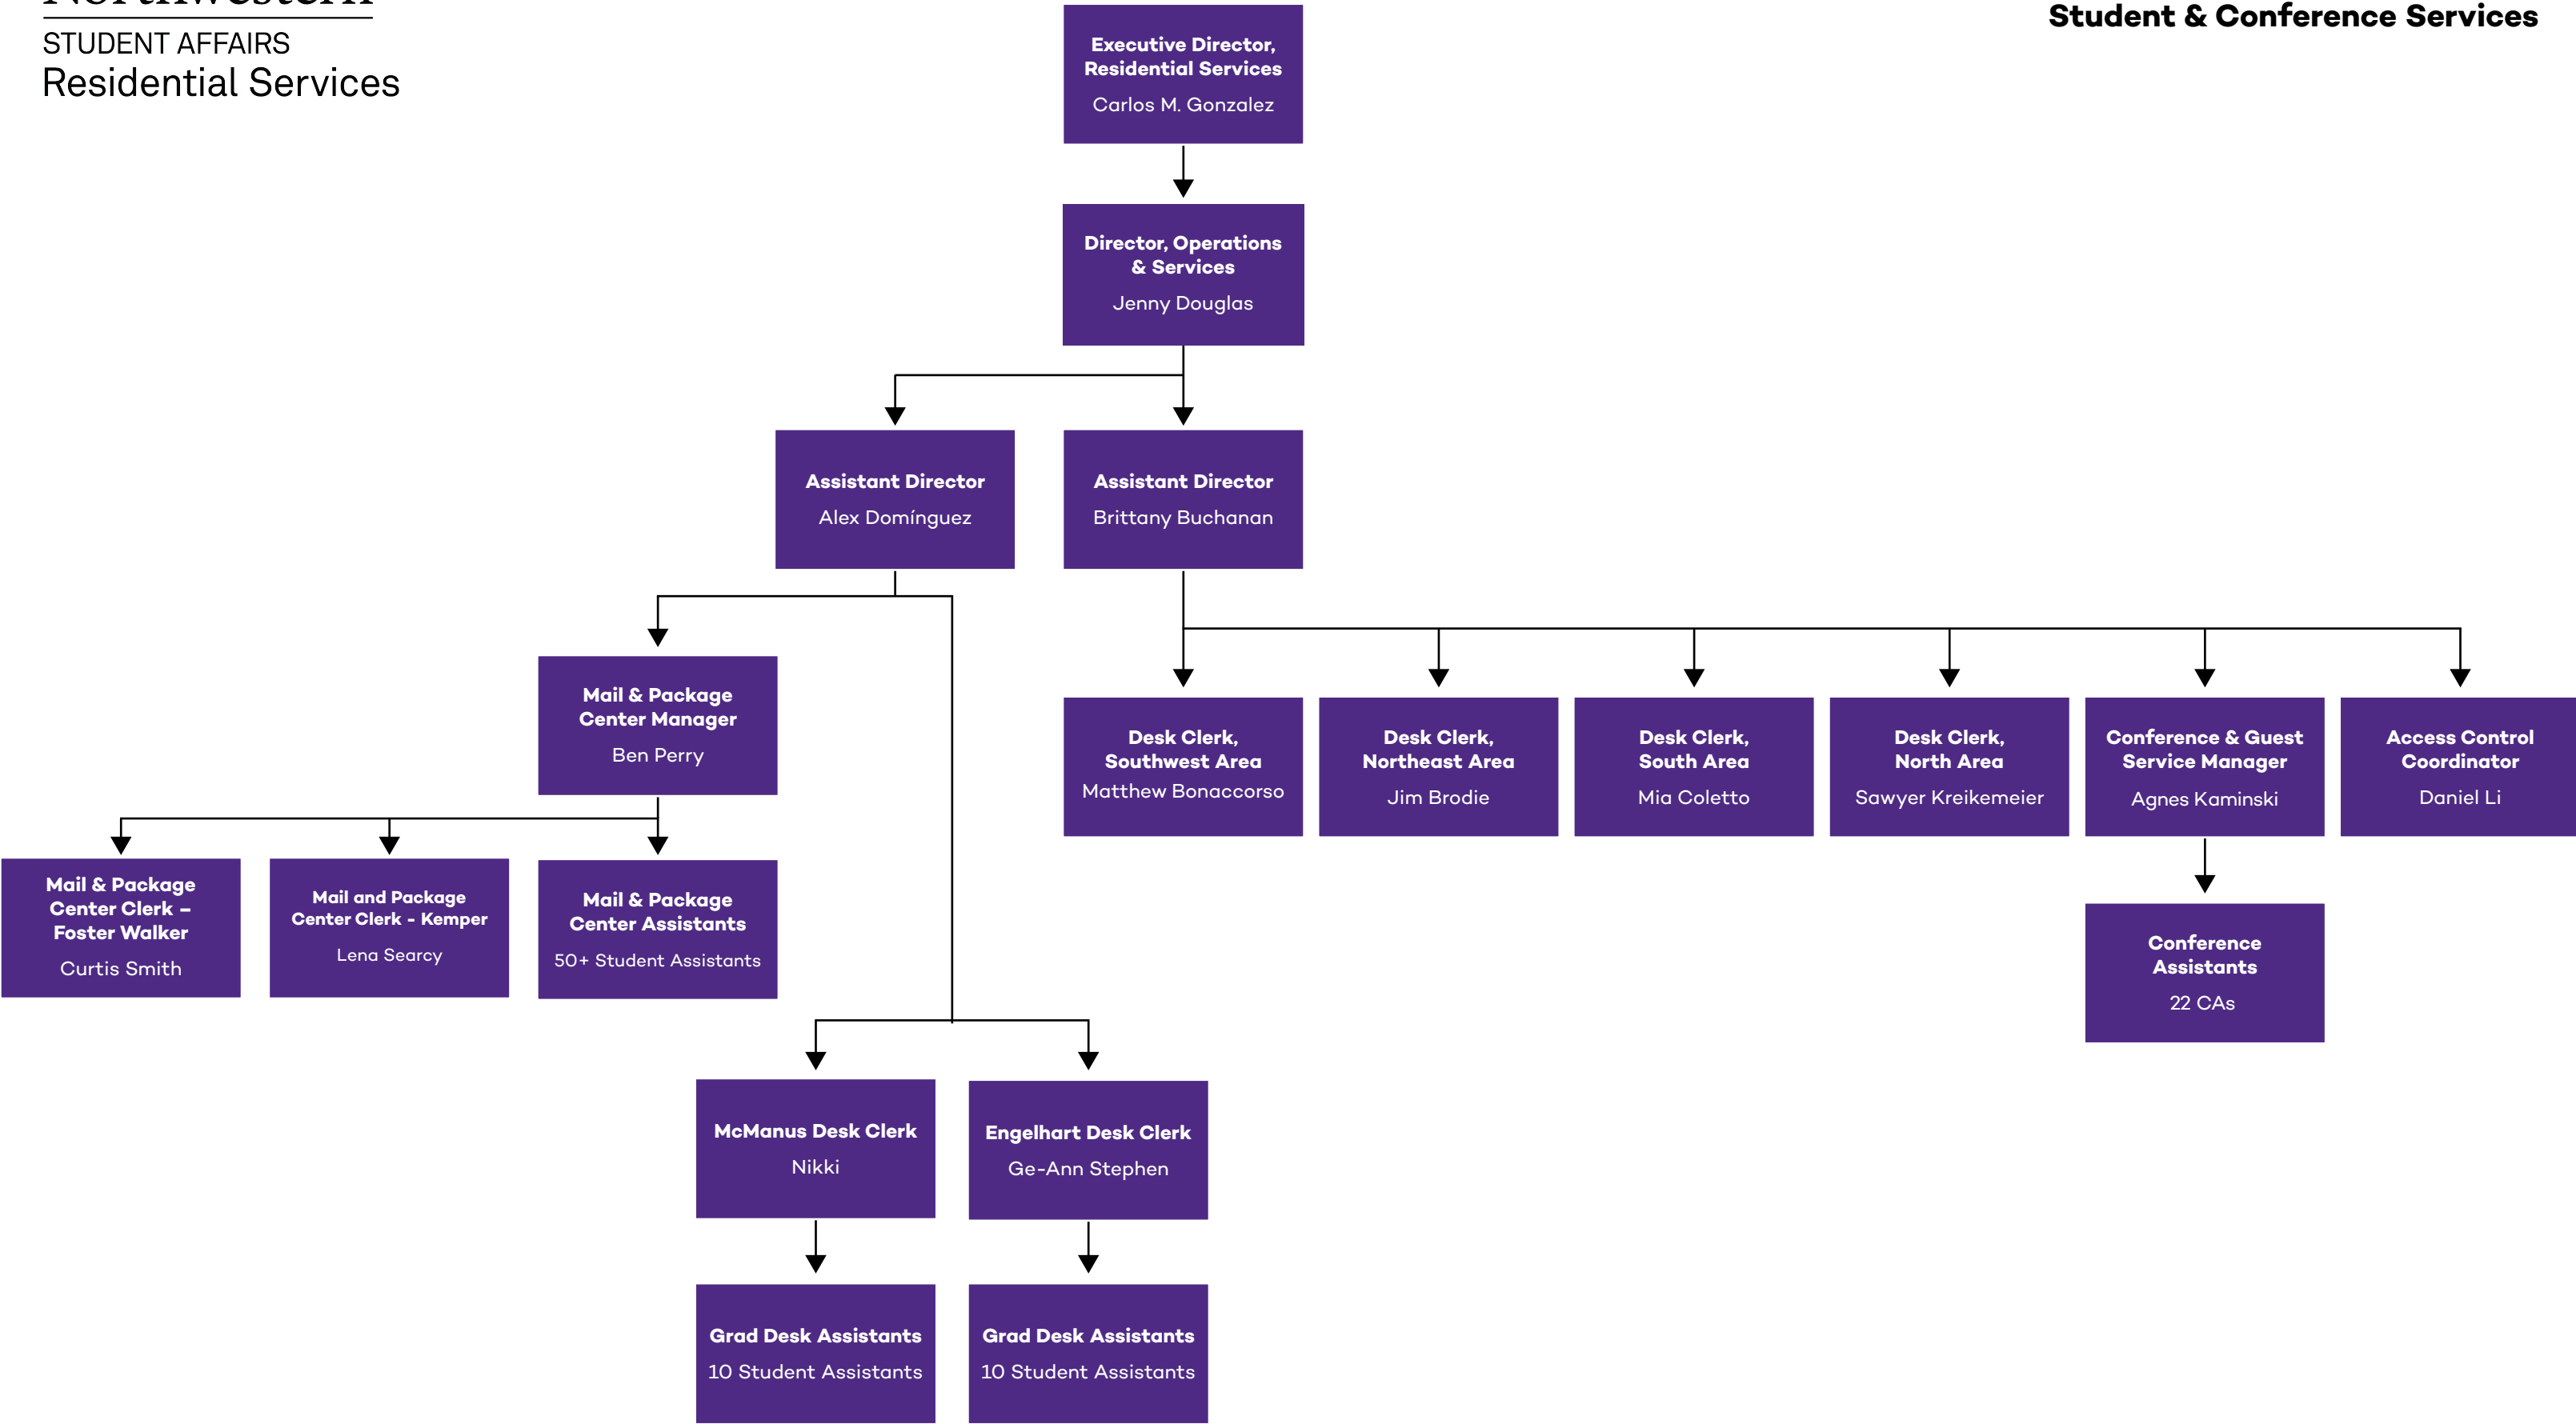 Northwestern
STUDENT AFFAIRS
Residential Services
Student & Conference Services
Executive Director,
Residential Services
Carlos M. Gonzalez
Director, Operations
& Services
Jenny Douglas
Assistant Director
Alex Domínguez
Assistant Director
Brittany Buchanan
Mail & Package
Center Manager
Ben Perry
Desk Clerk,
Southwest Area
Matthew Bonaccorso
Desk Clerk,
Northeast Area
Jim Brodie
Desk Clerk,
South Area
Mia Coletto
Desk Clerk,
North Area
Sawyer Kreikemeier
Conference & Guest
Service Manager
Agnes Kaminski
Access Control
Coordinator
Daniel Li
Mail & Package
Center Clerk –
Foster Walker
Curtis Smith
Mail and Package
Center Clerk - Kemper
Lena Searcy
Mail & Package
Center Assistants
50+ Student Assistants
Conference
Assistants
22 CAs
McManus Desk Clerk
Nikki
Engelhart Desk Clerk
Ge-Ann Stephen
Grad Desk Assistants
10 Student Assistants
Grad Desk Assistants
10 Student Assistants